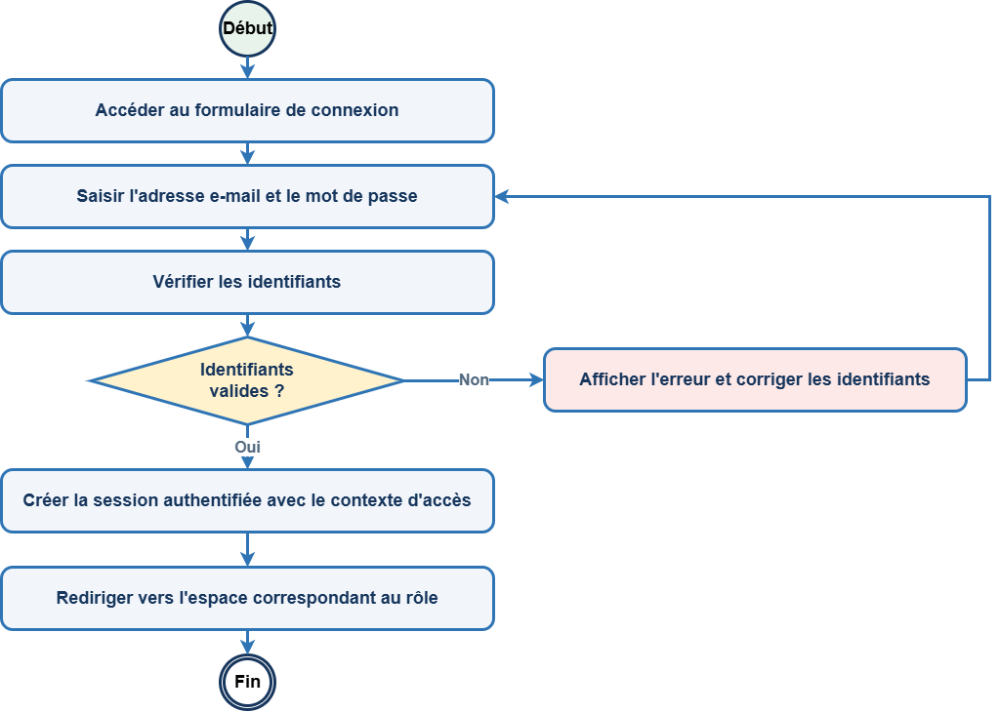 Début
Accéder au formulaire de connexion
Saisir l'adresse e-mail et le mot de passe
Vérifier les identifiants
Identifiants
valides ?
Non
Afficher l'erreur et corriger les identifiants
Oui
Créer la session authentifiée avec le contexte d'accès
Rediriger vers l'espace correspondant au rôle
Fin